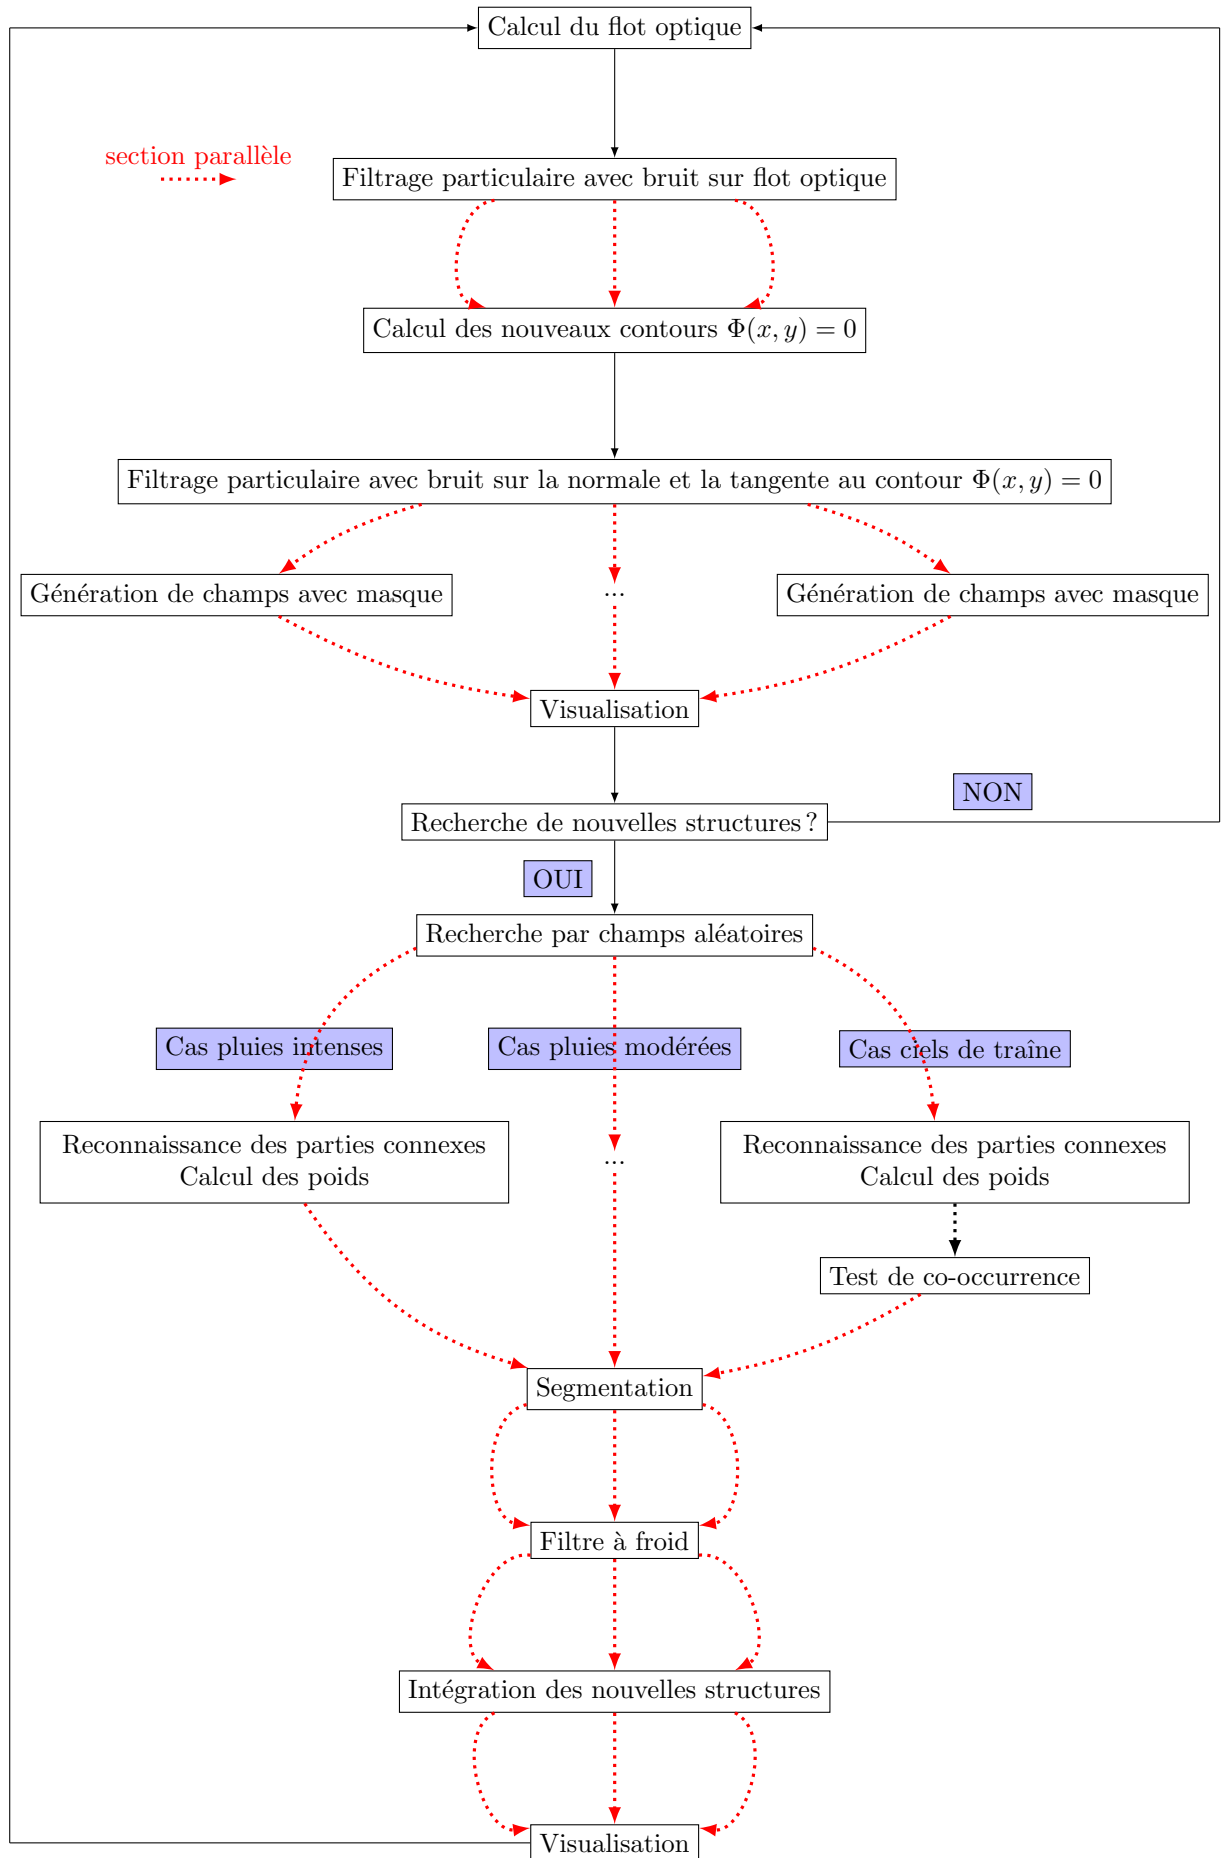 Calcul du flot optique
section parallèle
Filtrage particulaire avec bruit sur flot optique
Calcul des nouveaux contours Φ(x, y) = 0
Filtrage particulaire avec bruit sur la normale et la tangente au contour Φ(x, y) = 0
Génération de champs avec masque
...
Génération de champs avec masque
Visualisation
NON
Recherche de nouvelles structures ?
OUI
Recherche par champs aléatoires
Cas pluies intenses
Cas pluies modérées
Cas ciels de traîne
Reconnaissance des parties connexes
Calcul des poids
...
Reconnaissance des parties connexes
Calcul des poids
Test de co-occurrence
Segmentation
Filtre à froid
Intégration des nouvelles structures
Visualisation